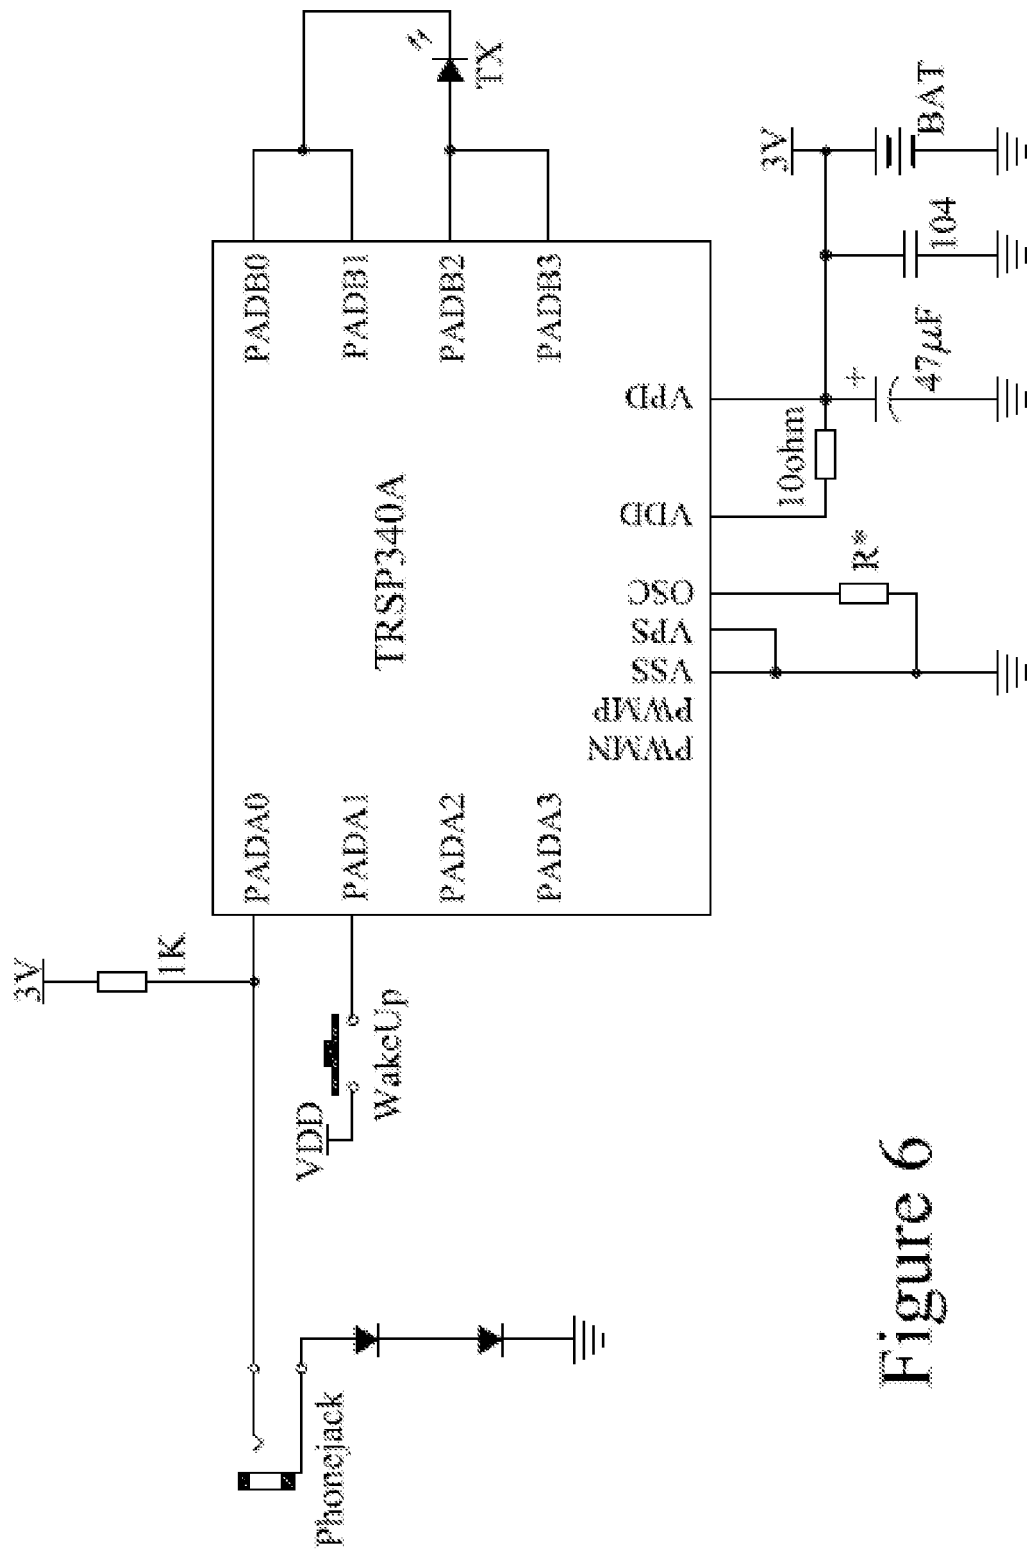 3V
1K
VDD
WakeUp
Phonejack
TRSP340A
PADA0
PADA1
PADA2
PADA3
PADB0
PADB1
PADB2
PADB3
PWMN
PWMP
VSS
VPS
OSC
VDD
VPD
TX
R*
10ohm
47μF
104
3V
BAT
Figure 6